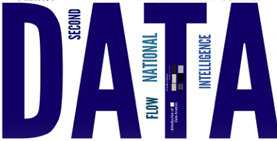 SECOND
DATA
FLOW
NATIONAL
INTELLIGENCE